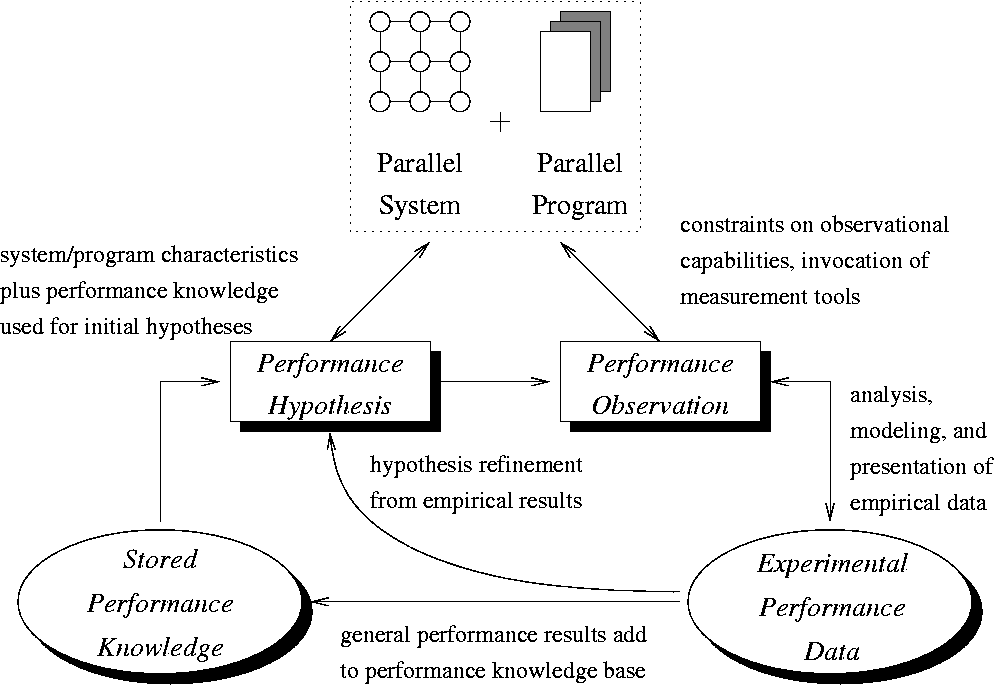 +
Parallel
System
Parallel
Program
system/program characteristics
plus performance knowledge
used for initial hypotheses
constraints on observational
capabilities, invocation of
measurement tools
Performance
Hypothesis
Performance
Observation
analysis,
modeling, and
presentation of
empirical data
hypothesis refinement
from empirical results
Stored
Performance
Knowledge
Experimental
Performance
Data
general performance results add
to performance knowledge base